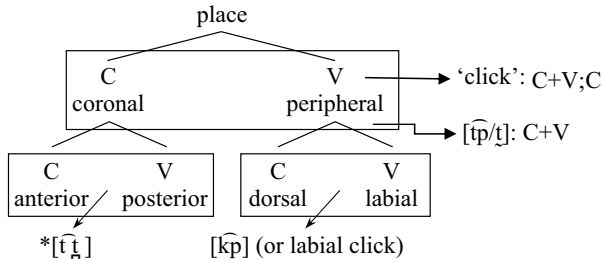 place
C V ‘click’: C+V;C
coronal peripheral
[t͡p/t̼]: C+V
C V C V
anterior posterior dorsal labial
*[t͡ t̠̻ ] [k͡p] (or labial click)